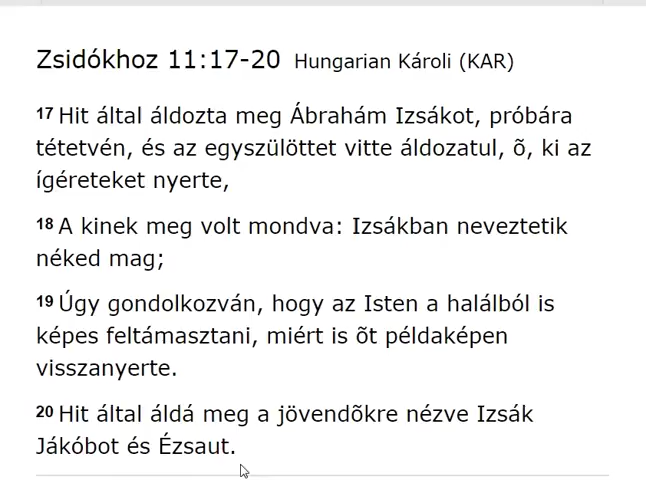 Zsidókhoz 11:17-20 Hungarian Károli (KAR)
17 Hit által áldozta meg Ábrahám Izsákot, próbára
tétetvén, és az egyszülöttet vitte áldozatul, õ, ki az
ígéreteket nyerte,
18 A kinek meg volt mondva: Izsákban neveztetik
néked mag;
19 Úgy gondolkozván, hogy az Isten a halálból is
képes feltámasztani, miért is õt példaképen
visszanyerte.
20 Hit által áldá meg a jövendõkre nézve Izsák
Jákóbot és Ézsaut.